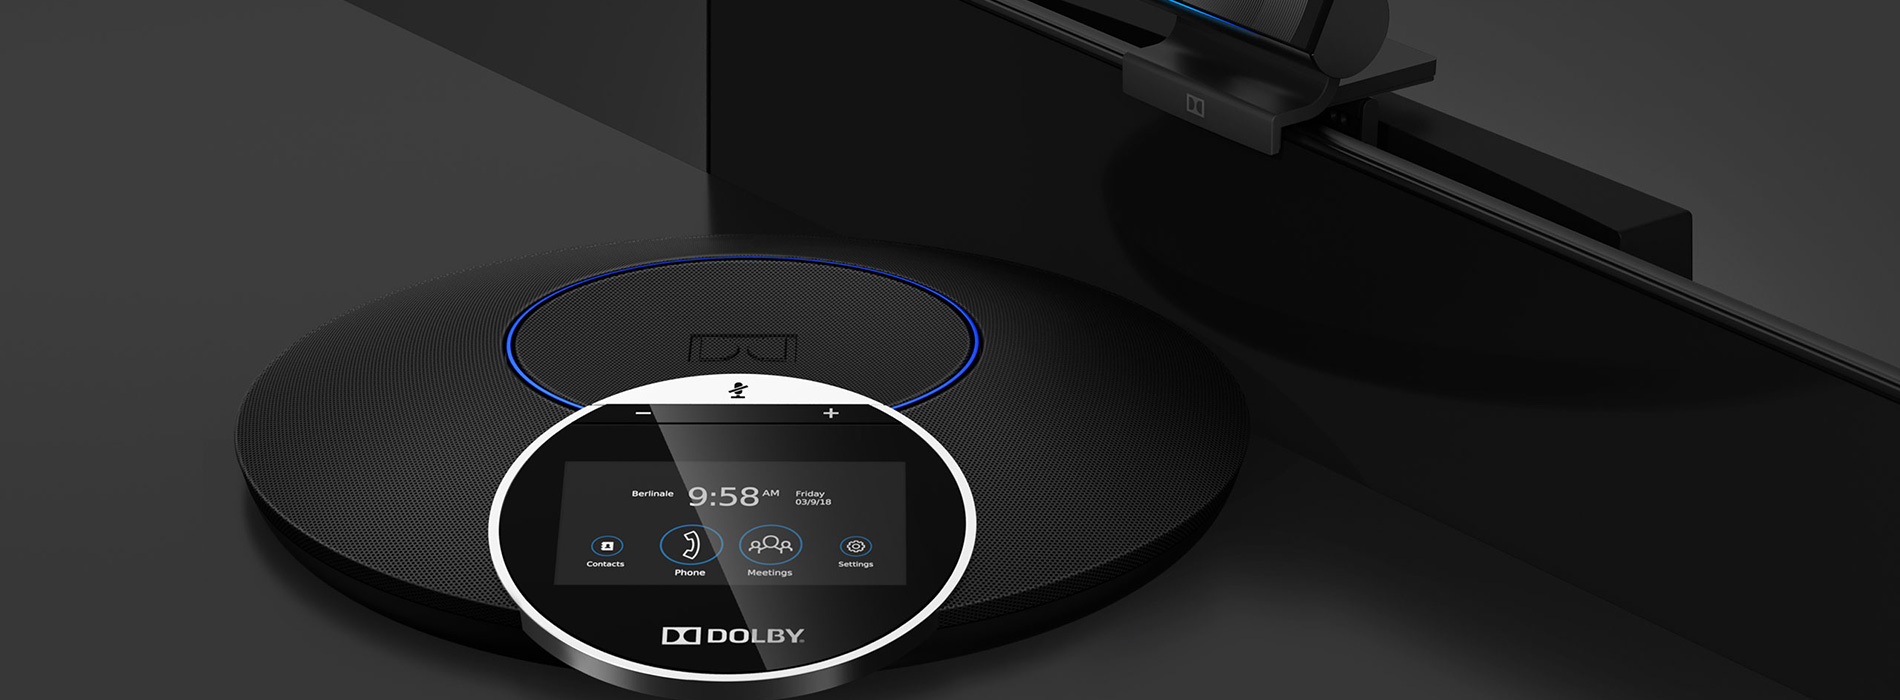 − +
Berlinale 9:58 AM Friday
03/9/18
Contacts Phone Meetings Settings
DOLBY